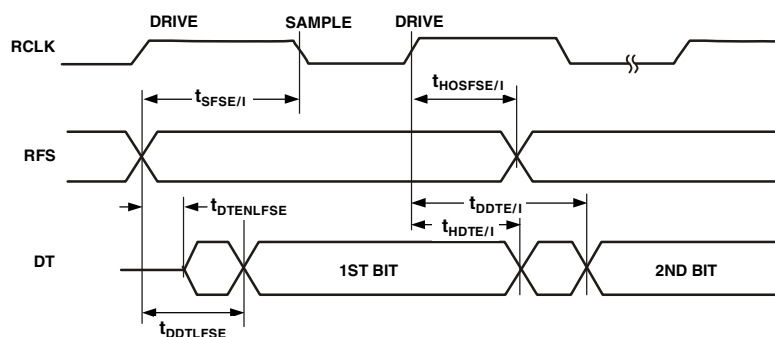 DRIVE SAMPLE DRIVE
RCLK
tSFSE/I tHOSFSE/I
RFS
tDDTE/I
tDTENLFSE
tHDTE/I
DT 1ST BIT 2ND BIT
tDDTLFSE